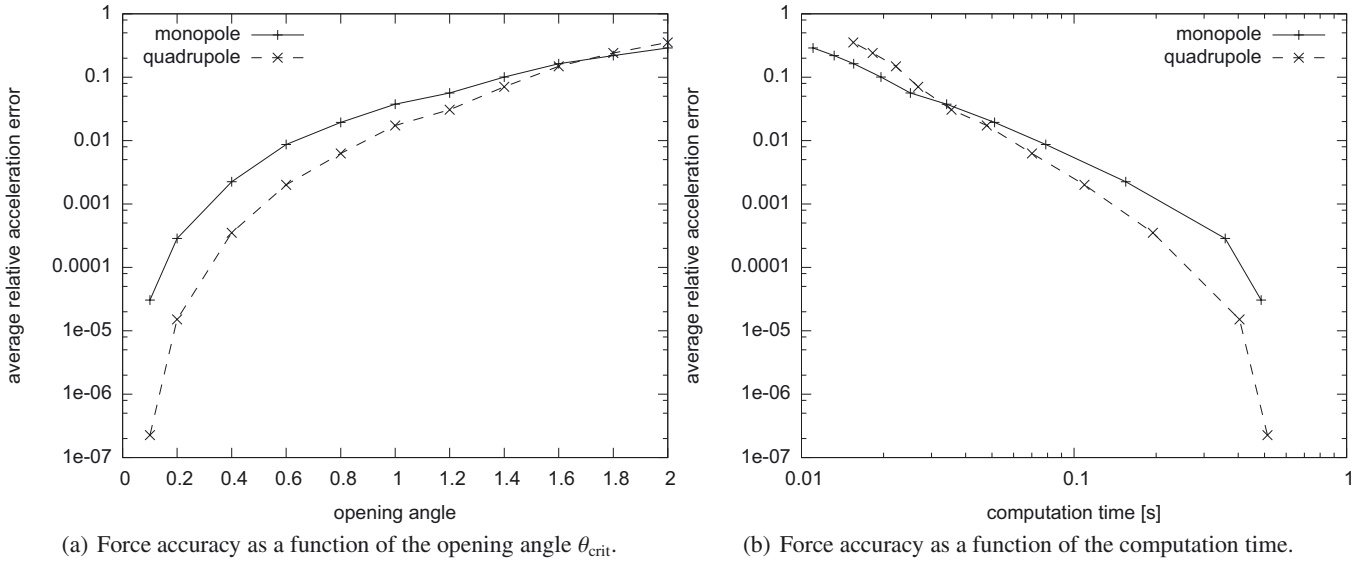 average relative acceleration error
1
0.1
0.01
0.001
0.0001
1e-05
1e-06
1e-07
monopole
quadrupole
0 0.2 0.4 0.6 0.8 1 1.2 1.4 1.6 1.8 2
opening angle
(a) Force accuracy as a function of the opening angle θcrit.
average relative acceleration error
1
0.1
0.01
0.001
0.0001
1e-05
1e-06
1e-07
monopole
quadrupole
0.01 0.1 1
computation time [s]
(b) Force accuracy as a function of the computation time.